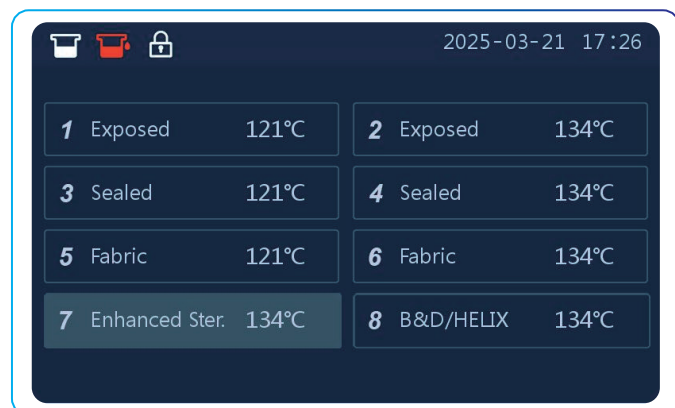 2025-03-21 17:26
1 Exposed 121℃
2 Exposed 134℃
3 Sealed 121℃
4 Sealed 134℃
5 Fabric 121℃
6 Fabric 134℃
7 Enhanced Ster. 134℃
8 B&D/HELIX 134℃